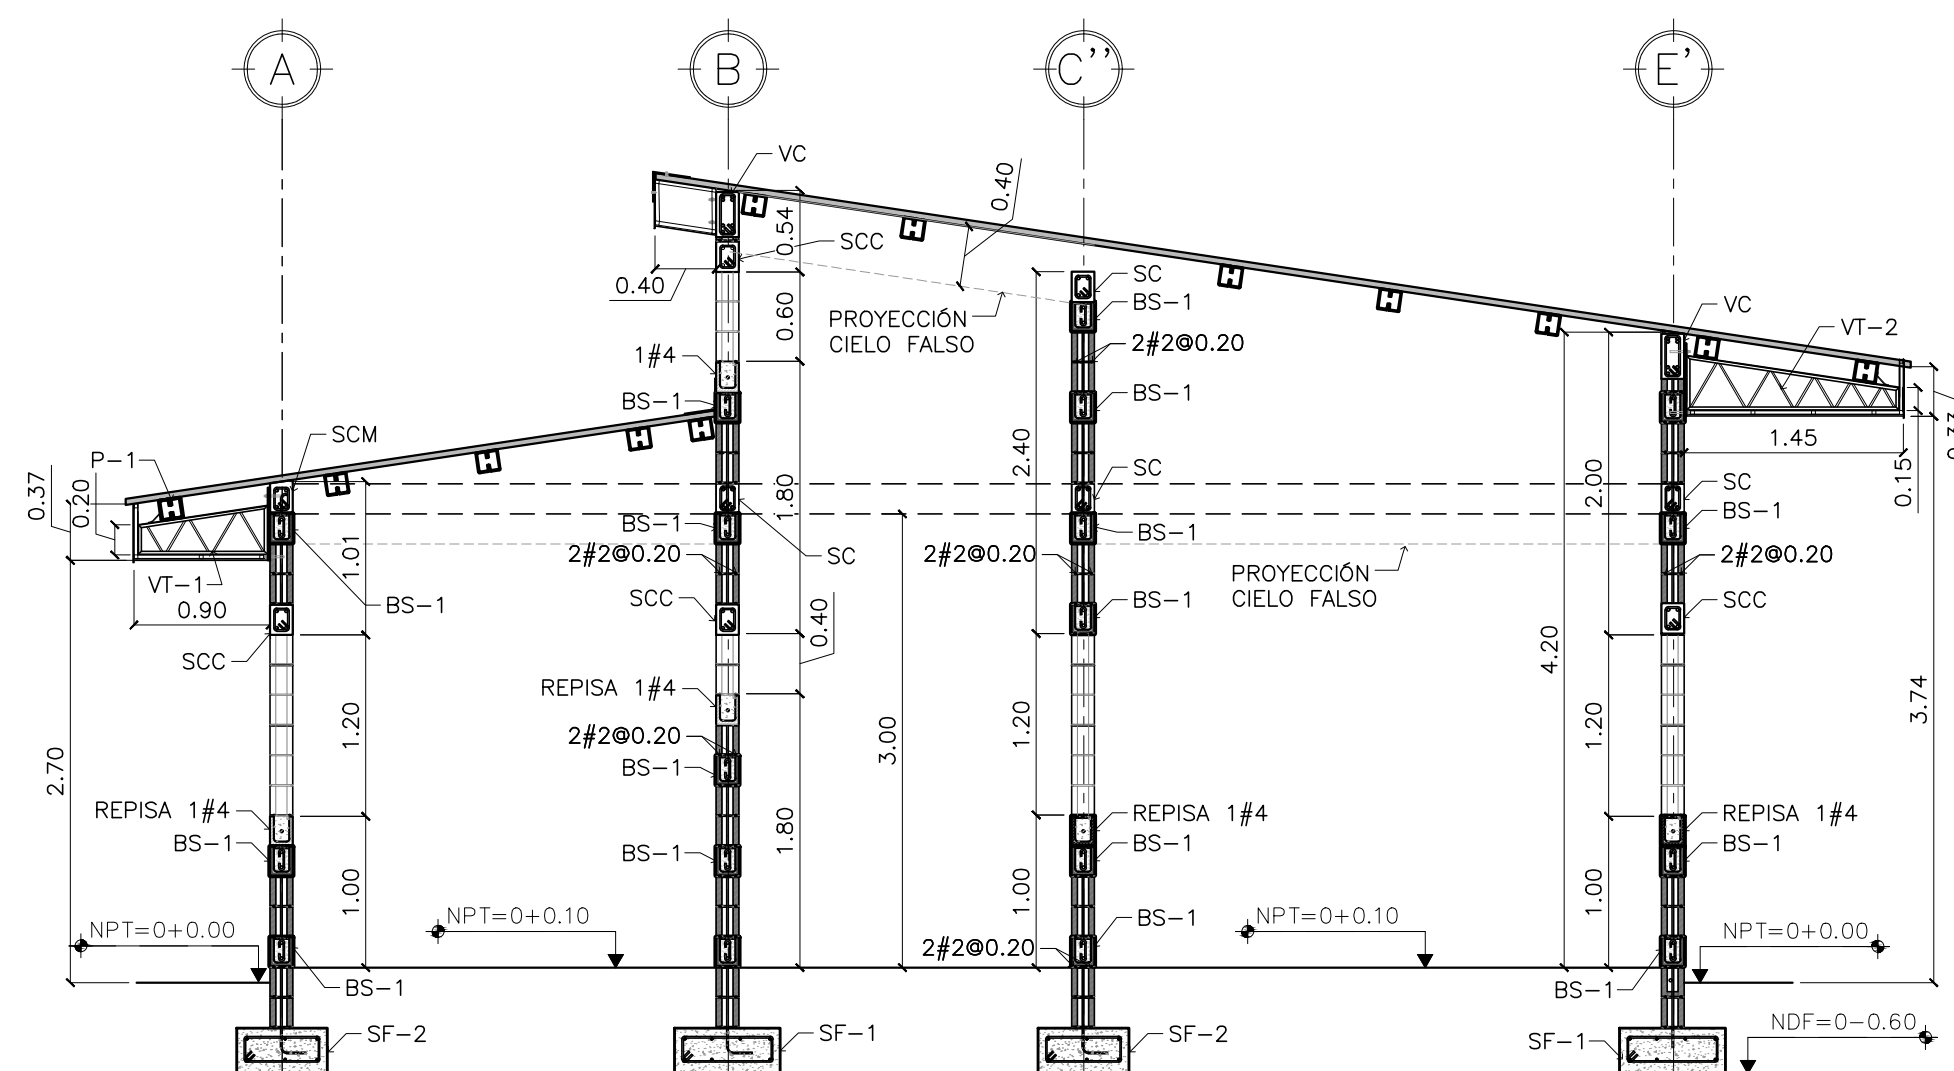 A
B
C''
E'
VC
0.40
0.54
SCC
0.40
PROYECCIÓN
CIELO FALSO
0.60
1#4
BS-1
SC
BS-1
2#2@0.20
BS-1
VC
VT-2
1.45
0.15
SCM
P-1
0.37
0.20
VT-1
0.90
1.01
BS-1
SCC
2.40
1.80
SC
BS-1
2#2@0.20
SC
SCC
0.40
SC
BS-1
2#2@0.20
BS-1
2.00
SC
BS-1
2#2@0.20
PROYECCIÓN
CIELO FALSO
SCC
4.20
REPISA 1#4
2#2@0.20
BS-1
1.20
3.00
1.20
1.20
3.74
2.70
REPISA 1#4
BS-1
BS-1
1.80
REPISA 1#4
BS-1
REPISA 1#4
BS-1
1.00
1.00
1.00
NPT=0+0.00
NPT=0+0.10
BS-1
2#2@0.20
NPT=0+0.10
NPT=0+0.00
BS-1
BS-1
SF-2
SF-1
SF-2
SF-1
NDF=0-0.60